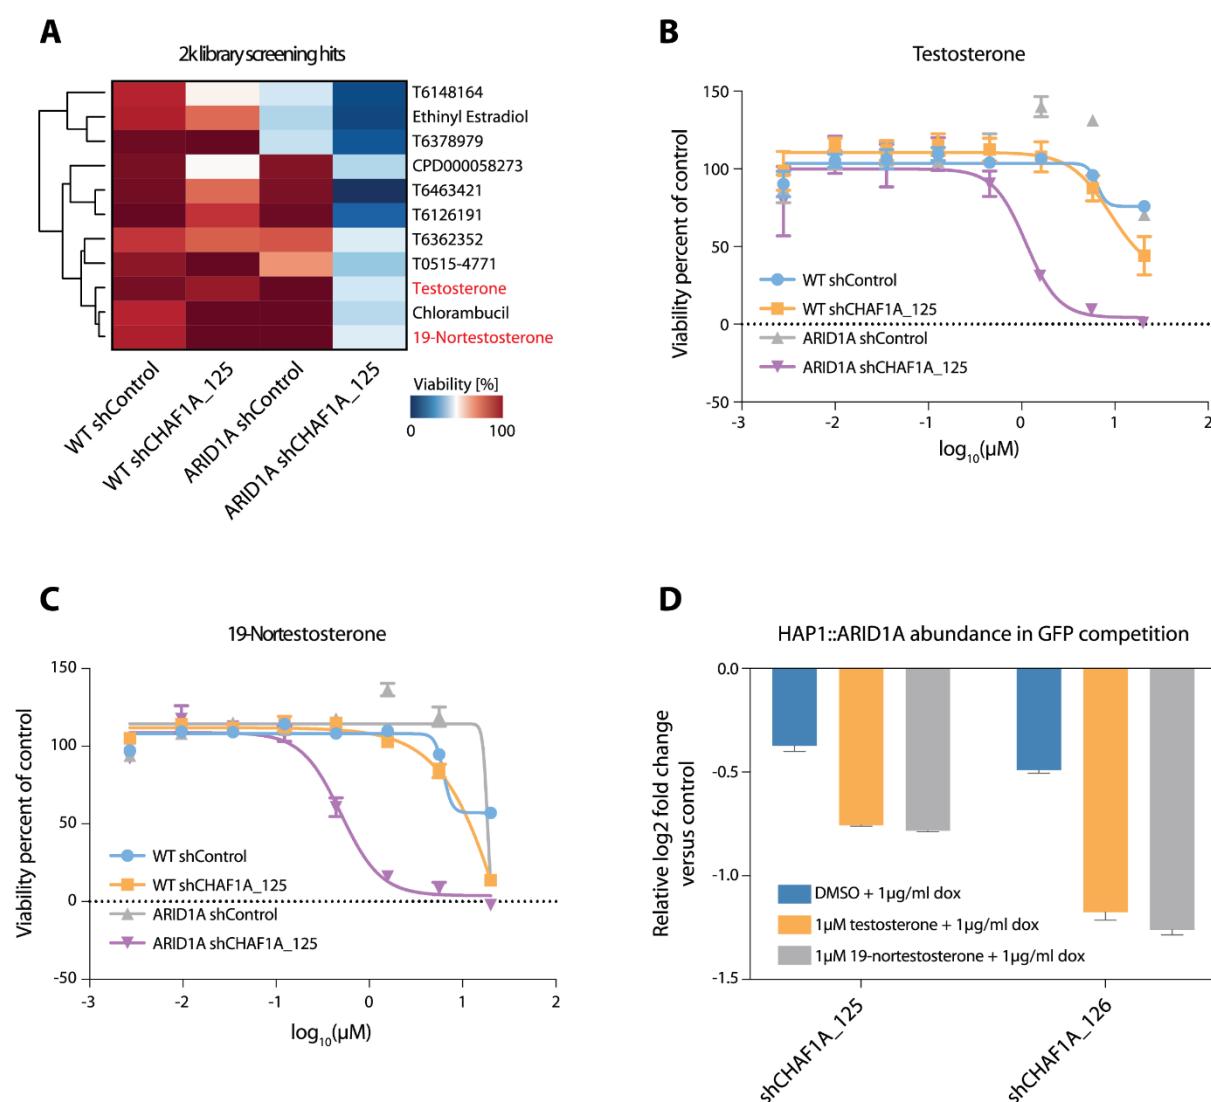 A
2k library screening hits
T6148164
Ethinyl Estradiol
T6378979
CPD000058273
T6463421
T6126191
T6362352
T0515-4771
Testosterone
Chlorambucil
19-Nortestosterone
WT shControl
WT shCHAF1A_125
ARID1A shControl
ARID1A shCHAF1A_125
Viability [%]
0 100
B
Testosterone
Viability percent of control
150
100
50
0
-50
WT shControl
WT shCHAF1A_125
ARID1A shControl
ARID1A shCHAF1A_125
-3 -2 -1 0 1 2
log10(µM)
C
19-Nortestosterone
Viability percent of control
150
100
50
0
-50
WT shControl
WT shCHAF1A_125
ARID1A shControl
ARID1A shCHAF1A_125
-3 -2 -1 0 1 2
log10(µM)
D
HAP1::ARID1A abundance in GFP competition
Relative log2 fold change
versus control
0.0
-0.5
-1.0
-1.5
DMSO + 1µg/ml dox
1µM testosterone + 1µg/ml dox
1µM 19-nortestosterone + 1µg/ml dox
shCHAF1A_125
shCHAF1A_126